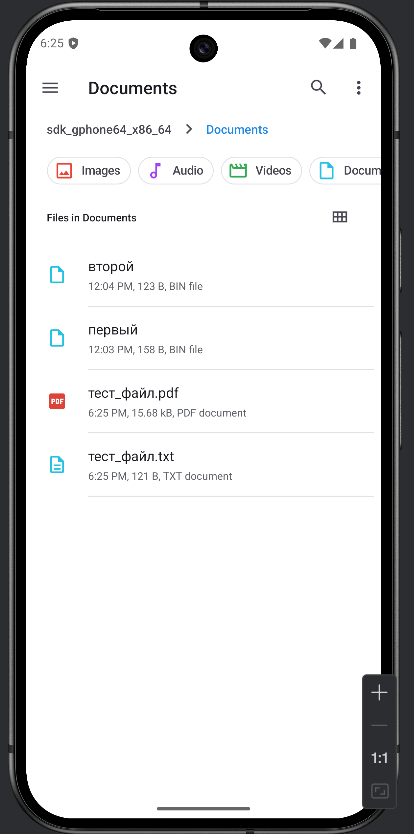 6:25
Documents
sdk_gphone64_x86_64 > Documents
Images Audio Videos Docum
Files in Documents
второй
12:04 PM, 123 B, BIN file
первый
12:03 PM, 158 B, BIN file
PDF
тест_файл.pdf
6:25 PM, 15.68 kB, PDF document
тест_файл.txt
6:25 PM, 121 B, TXT document
1:1